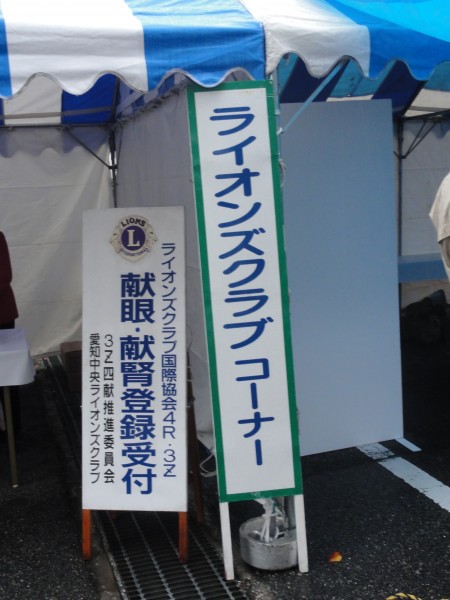 ライオンズクラブ コーナー
LIONS
L
ライオンズクラブ国際協会4R・3Z
献眼・献腎登録受付
3Z四献推進委員会
愛知中央ライオンズクラブ